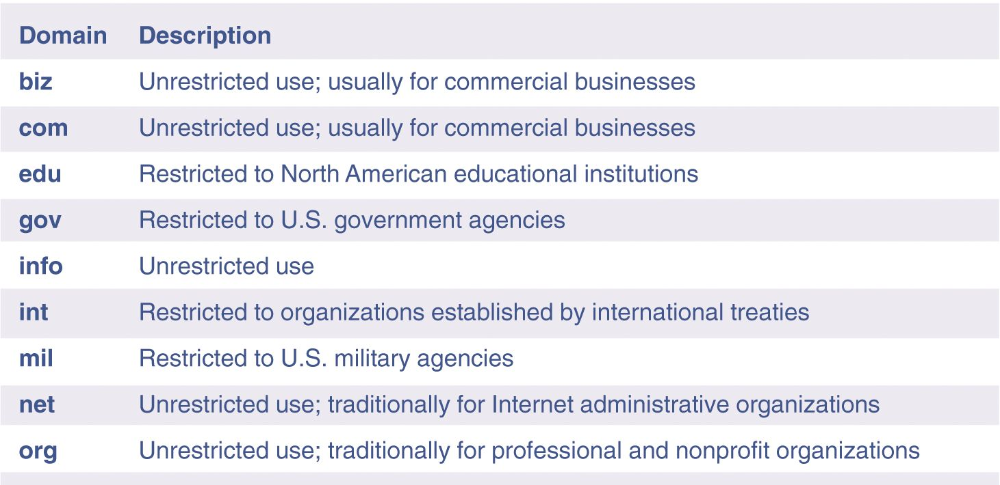 Domain Description
biz Unrestricted use; usually for commercial businesses
com Unrestricted use; usually for commercial businesses
edu Restricted to North American educational institutions
gov Restricted to U.S. government agencies
info Unrestricted use
int Restricted to organizations established by international treaties
mil Restricted to U.S. military agencies
net Unrestricted use; traditionally for Internet administrative organizations
org Unrestricted use; traditionally for professional and nonprofit organizations